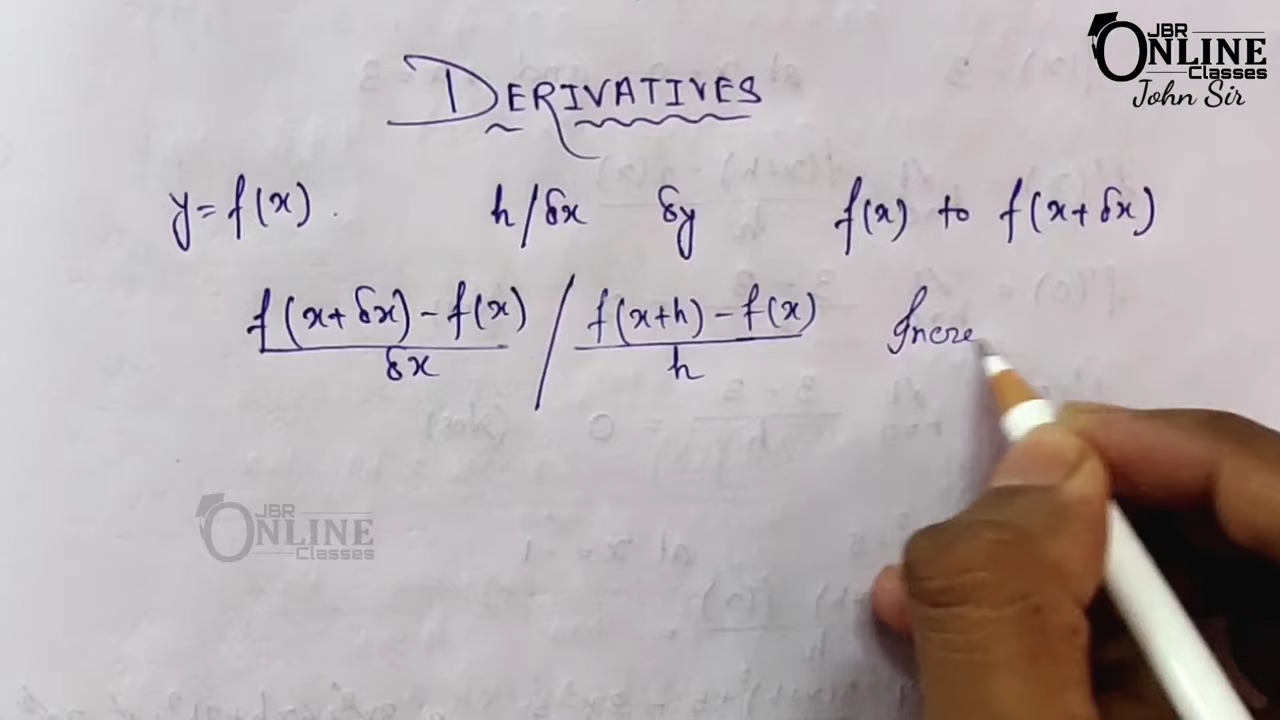 JBR
ONLINE
Classes
John Sir
DERIVATIVES
y = f(x). h/δx δy f(x) to f(x+δx)
f(x+δx) - f(x) / f(x+h) - f(x) Incre
δx h
JBR
ONLINE
Classes